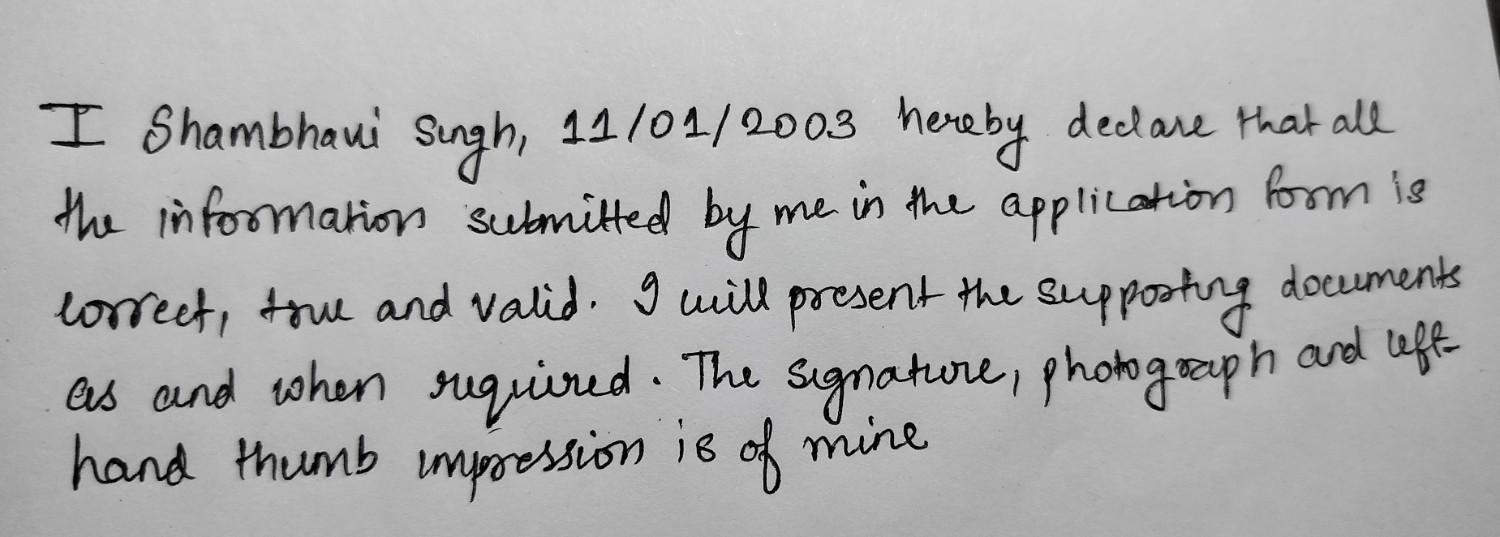 I Shambhavi Singh, 11/01/2003 hereby declare that all
the information submitted by me in the application form is
correct, true and valid. I will present the supporting documents
as and when required. The signature, photograph and left-
hand thumb impression is of mine